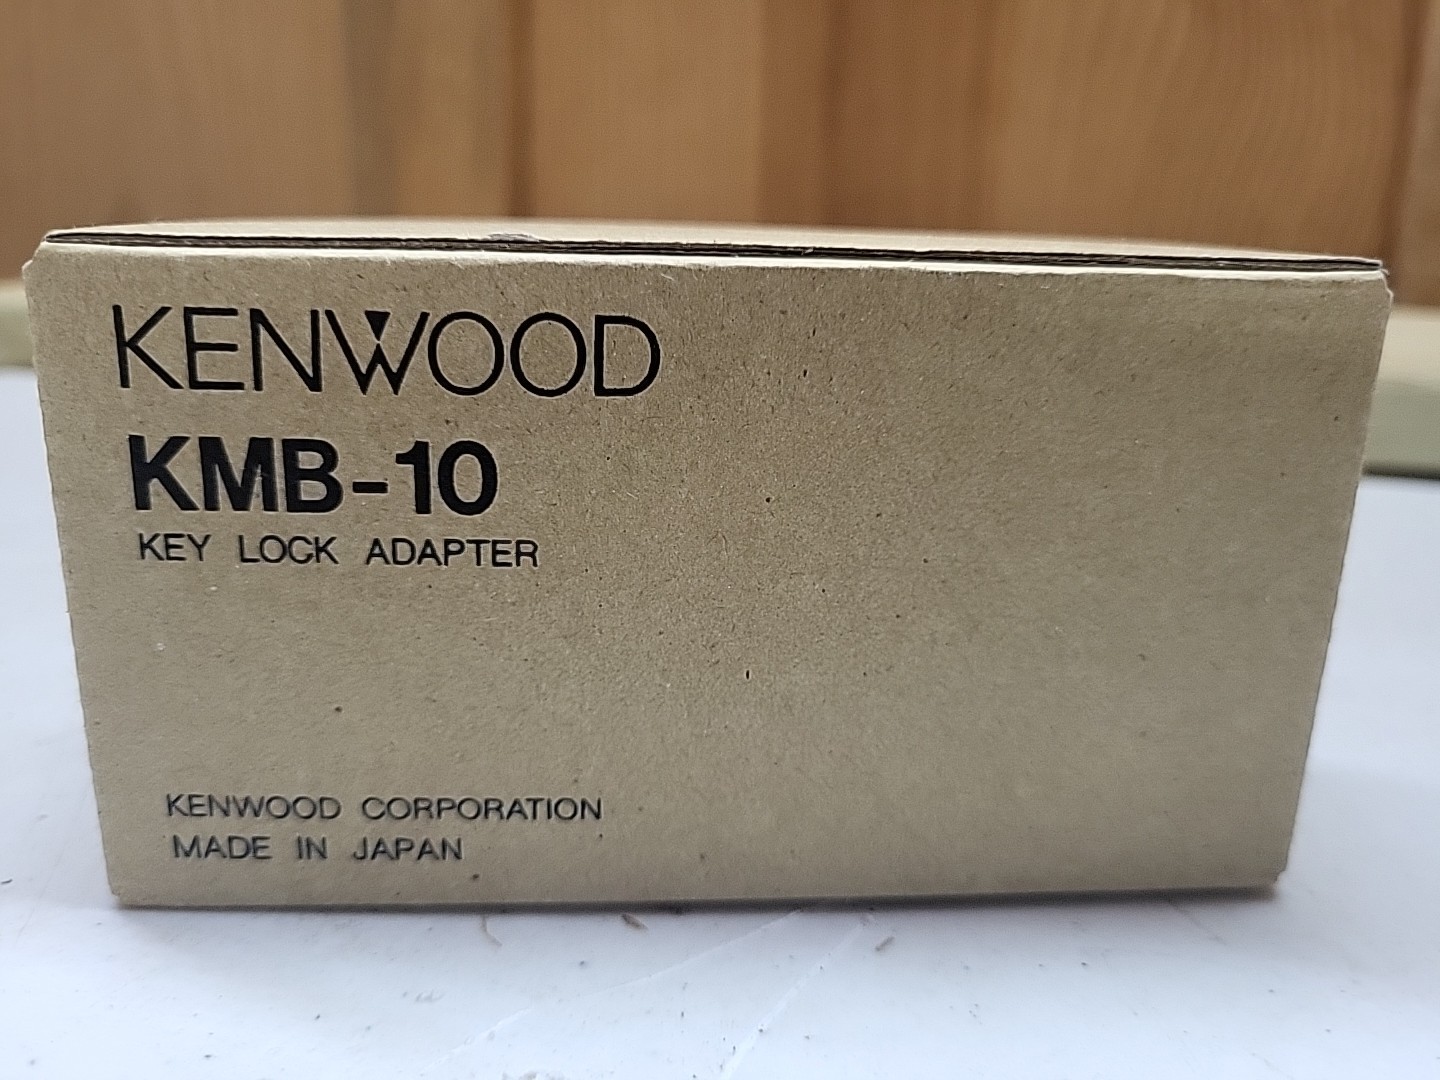 KENWOOD
KMB-10
KEY LOCK ADAPTER
KENWOOD CORPORATION
MADE IN JAPAN